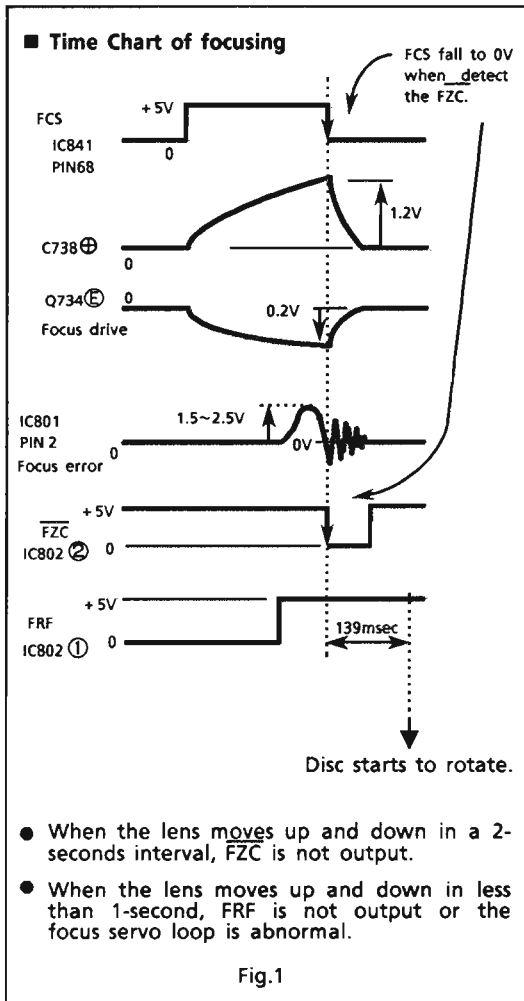 ■ Time Chart of focusing
FCS fall to 0V
when detect
the FZC.
+5V
FCS
IC841
PIN68
0
1.2V
C738⊕
0
Q734Ⓔ 0
Focus drive
0.2V
IC801
PIN 2
Focus error
0
1.5~2.5V
0V
+5V
F̅Z̅C̅
IC802 ② 0
+5V
FRF
IC802 ① 0
139msec
Disc starts to rotate.
● When the lens moves up and down in a 2-
seconds interval, F̅Z̅C̅ is not output.
● When the lens moves up and down in less
than 1-second, FRF is not output or the
focus servo loop is abnormal.
Fig.1